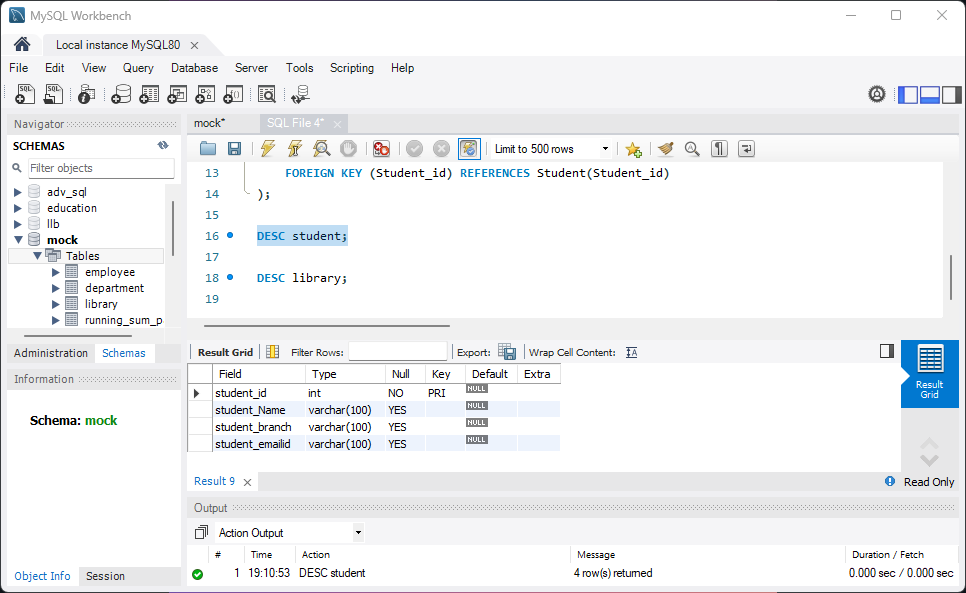 MySQL Workbench
Local instance MySQL80
File Edit View Query Database Server Tools Scripting Help
Navigator
SCHEMAS
Filter objects
adv_sql
education
llb
mock
Tables
employee
department
library
running_sum_p
Administration Schemas
Information
Schema: mock
Object Info Session
mock* SQL File 4*
Limit to 500 rows
13 FOREIGN KEY (Student_id) REFERENCES Student(Student_id)
14 );
15
16 DESC student;
17
18 DESC library;
19
Result Grid Filter Rows: Export: Wrap Cell Content:
Field Type Null Key Default Extra
student_id int NO PRI NULL
student_Name varchar(100) YES NULL
student_branch varchar(100) YES NULL
student_emailid varchar(100) YES NULL
Result
Grid
Result 9 Read Only
Output
Action Output
# Time Action Message Duration / Fetch
1 19:10:53 DESC student 4 row(s) returned 0.000 sec / 0.000 sec